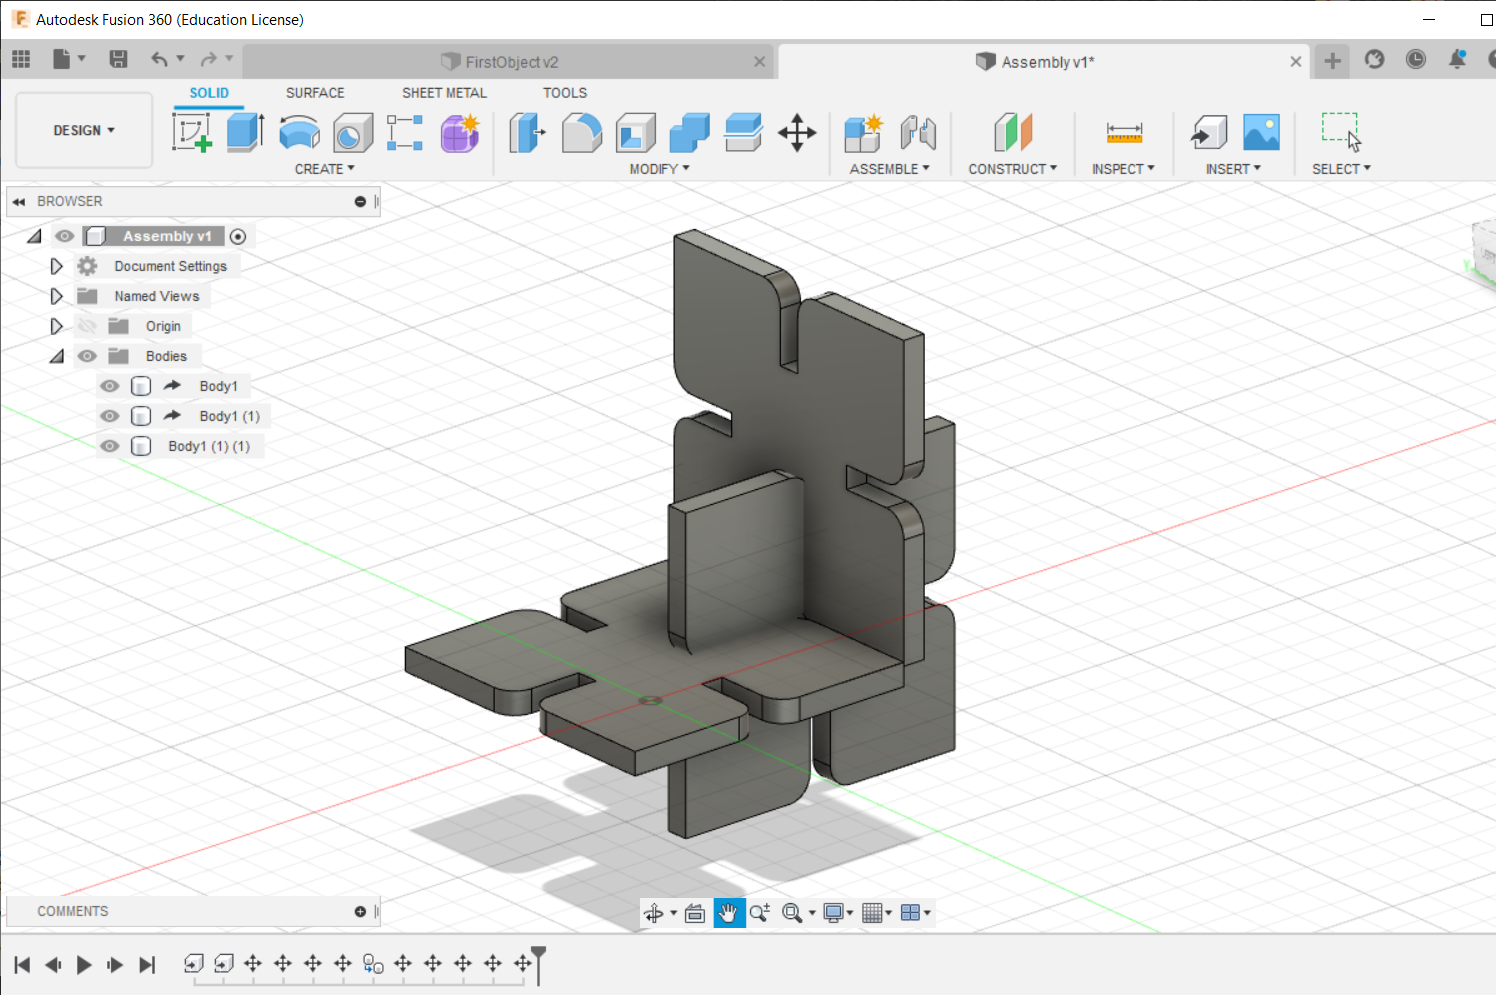 Autodesk Fusion 360 (Education License)
FirstObject v2
Assembly v1*
SOLID
SURFACE
SHEET METAL
TOOLS
DESIGN
CREATE
MODIFY
ASSEMBLE
CONSTRUCT
INSPECT
INSERT
SELECT
BROWSER
Assembly v1
Document Settings
Named Views
Origin
Bodies
Body1
Body1 (1)
Body1 (1) (1)
Y
COMMENTS